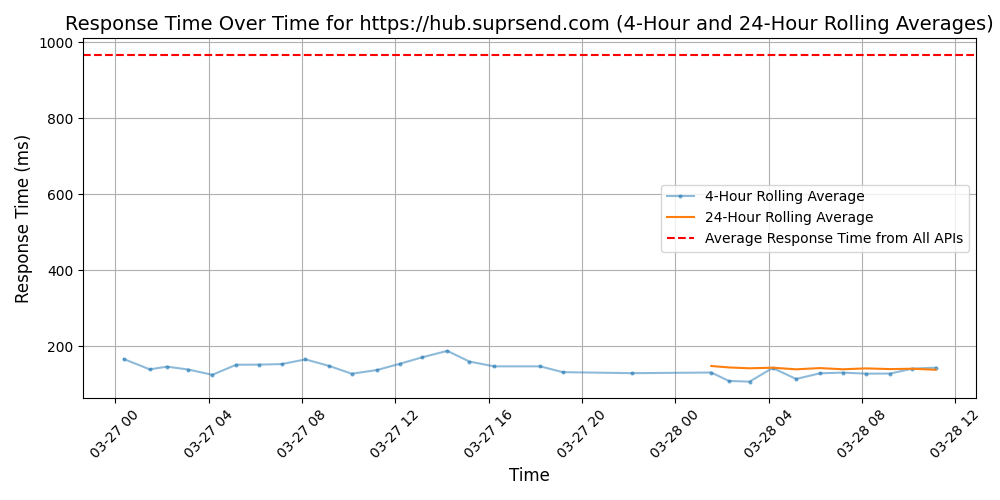 Response Time Over Time for https://hub.suprsend.com (4-Hour and 24-Hour Rolling Averages)
Response Time (ms)
1000
800
600
400
200
4-Hour Rolling Average
24-Hour Rolling Average
Average Response Time from All APIs
03-27 00
03-27 04
03-27 08
03-27 12
03-27 16
03-27 20
03-28 00
03-28 04
03-28 08
03-28 12
Time